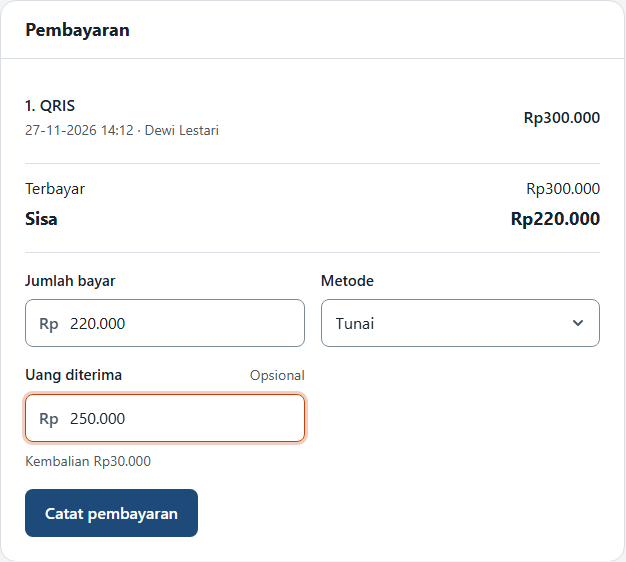 Pembayaran
1. QRIS
27-11-2026 14:12 · Dewi Lestari
Rp300.000
Terbayar Rp300.000
Sisa Rp220.000
Jumlah bayar Metode
Rp 220.000 Tunai
Uang diterima Opsional
Rp 250.000
Kembalian Rp30.000
Catat pembayaran